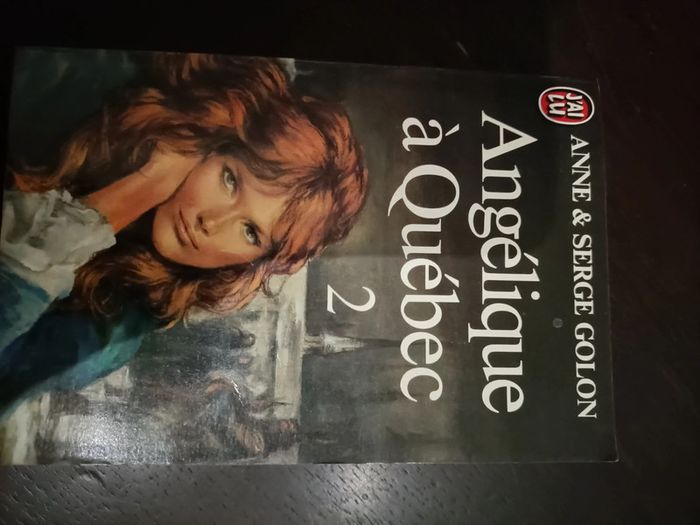 J'AI
LU
ANNE & SERGE GOLON
Angélique
à Québec
2